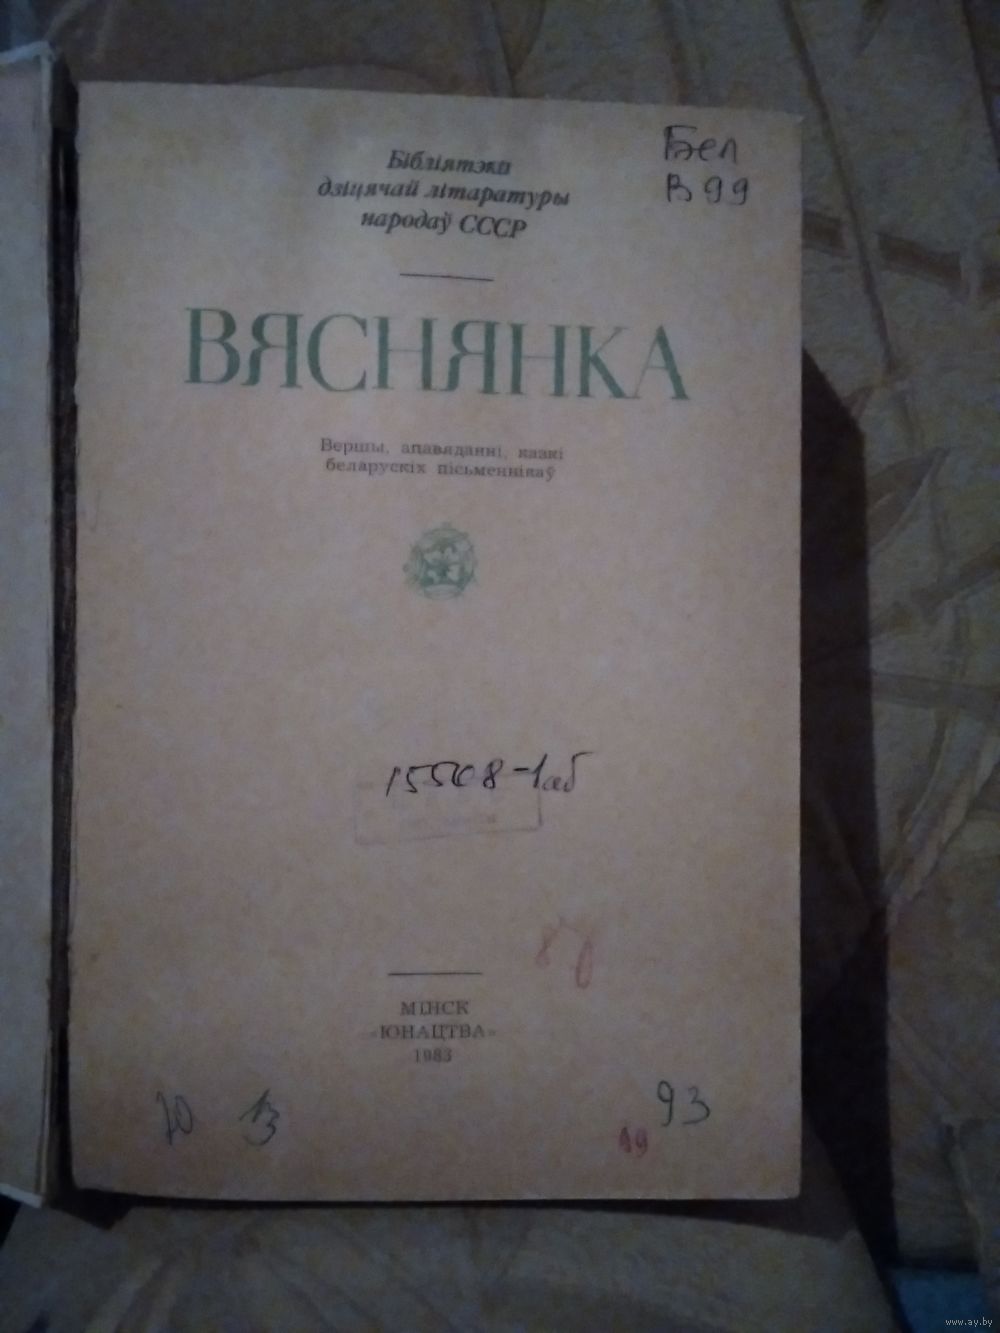 Бел
В 99
Бібліятэка
дзіцячай літаратуры
народаў СССР
ВЯСНЯНКА
Вершы, апавяданні, казкі
беларускіх пісьменнікаў
15508-1аб
МІНСК
«ЮНАЦТВА»
1983
93
19
www.ay.by